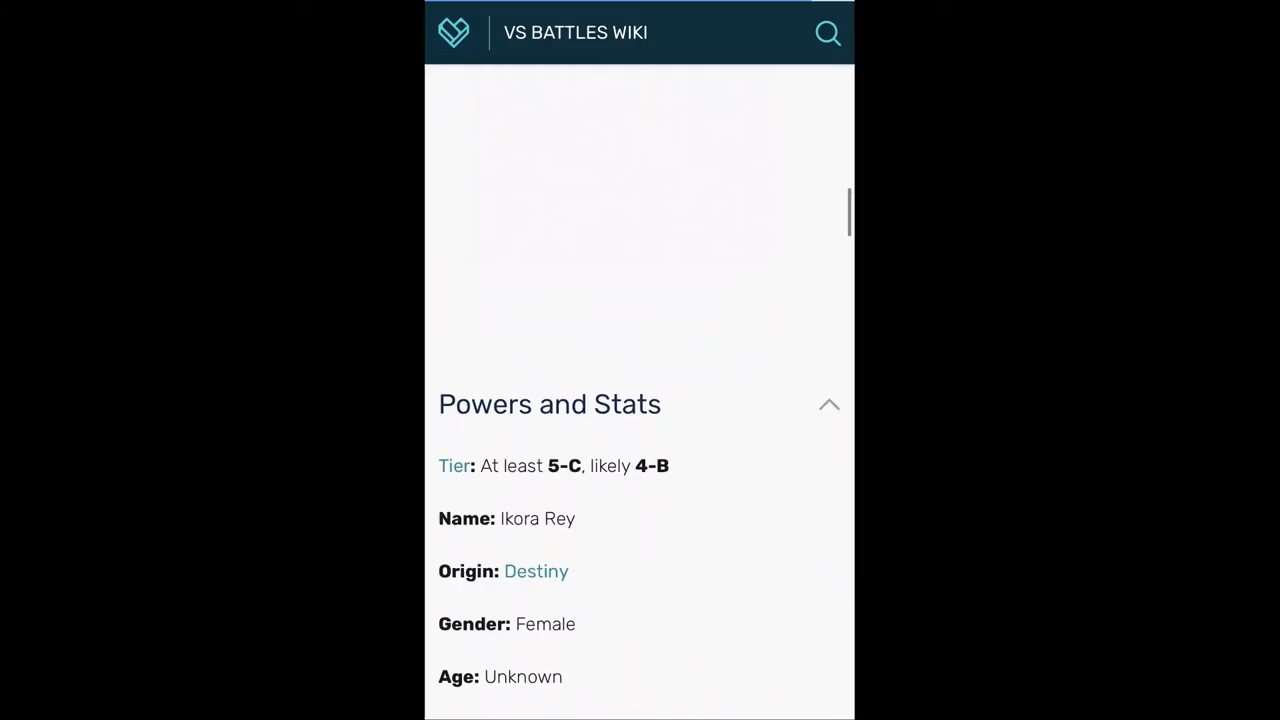 VS BATTLES WIKI
Powers and Stats
Tier: At least 5-C, likely 4-B
Name: Ikora Rey
Origin: Destiny
Gender: Female
Age: Unknown